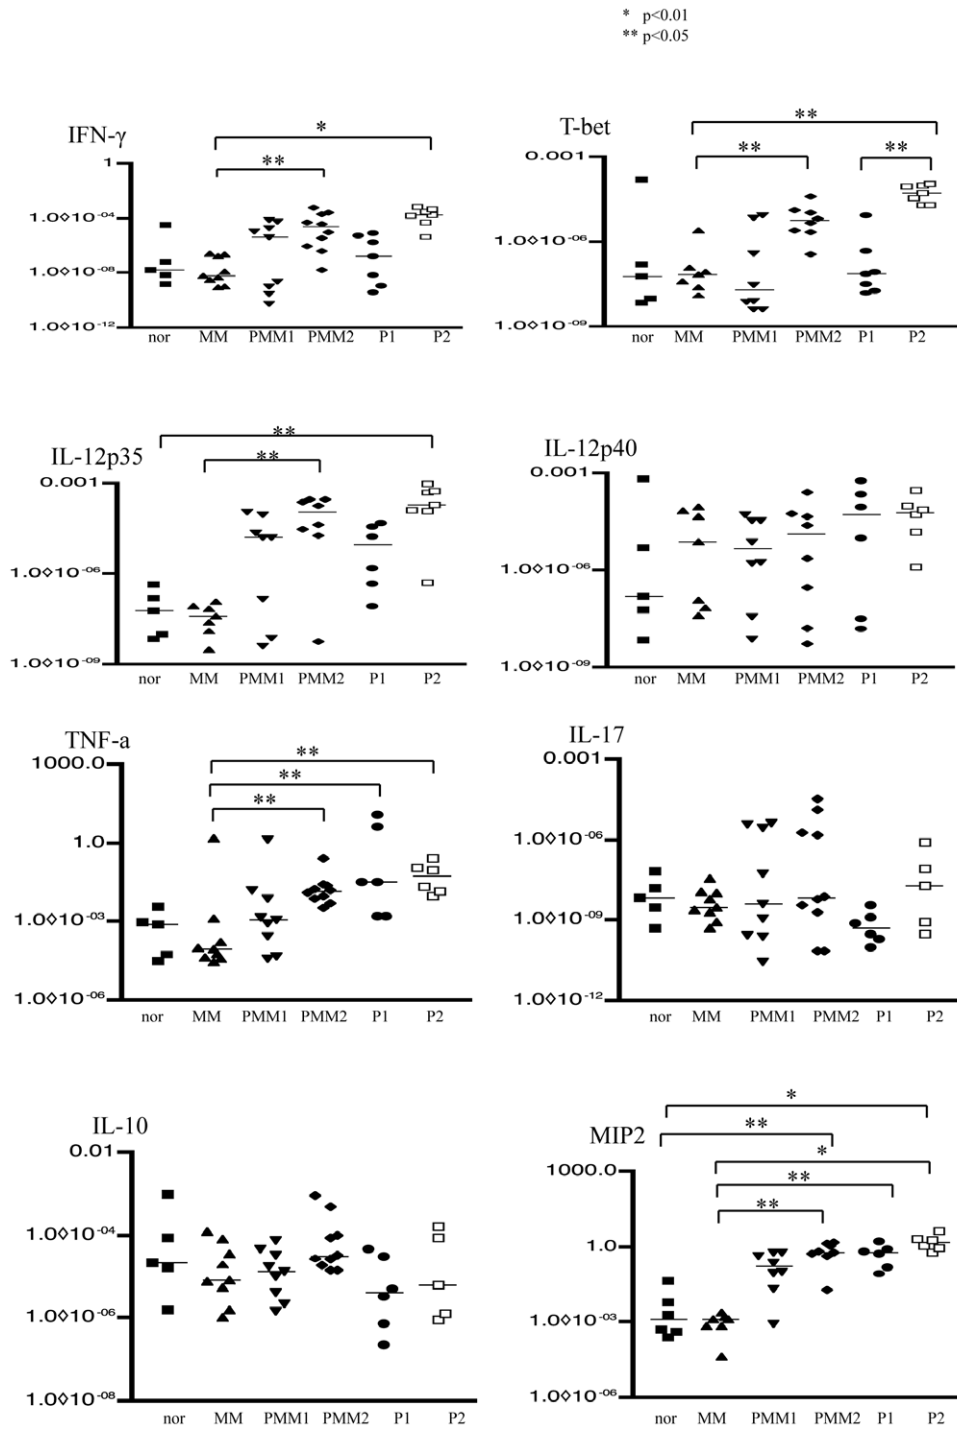 * p<0.01
** p<0.05
IFN-γ
*
**
1
1.0◊10-04
1.0◊10-08
1.0◊10-12
nor MM PMM1 PMM2 P1 P2
T-bet
**
** **
0.001
1.0◊10-06
1.0◊10-09
nor MM PMM1 PMM2 P1 P2
IL-12p35
**
**
0.001
1.0◊10-06
1.0◊10-09
nor MM PMM1 PMM2 P1 P2
IL-12p40
0.001
1.0◊10-06
1.0◊10-09
nor MM PMM1 PMM2 P1 P2
TNF-a
**
**
**
1000.0
1.0
1.0◊10-03
1.0◊10-06
nor MM PMM1 PMM2 P1 P2
IL-17
0.001
1.0◊10-06
1.0◊10-09
1.0◊10-12
nor MM PMM1 PMM2 P1 P2
IL-10
0.01
1.0◊10-04
1.0◊10-06
1.0◊10-08
nor MM PMM1 PMM2 P1 P2
MIP2
*
**
*
**
**
1000.0
1.0
1.0◊10-03
1.0◊10-06
nor MM PMM1 PMM2 P1 P2